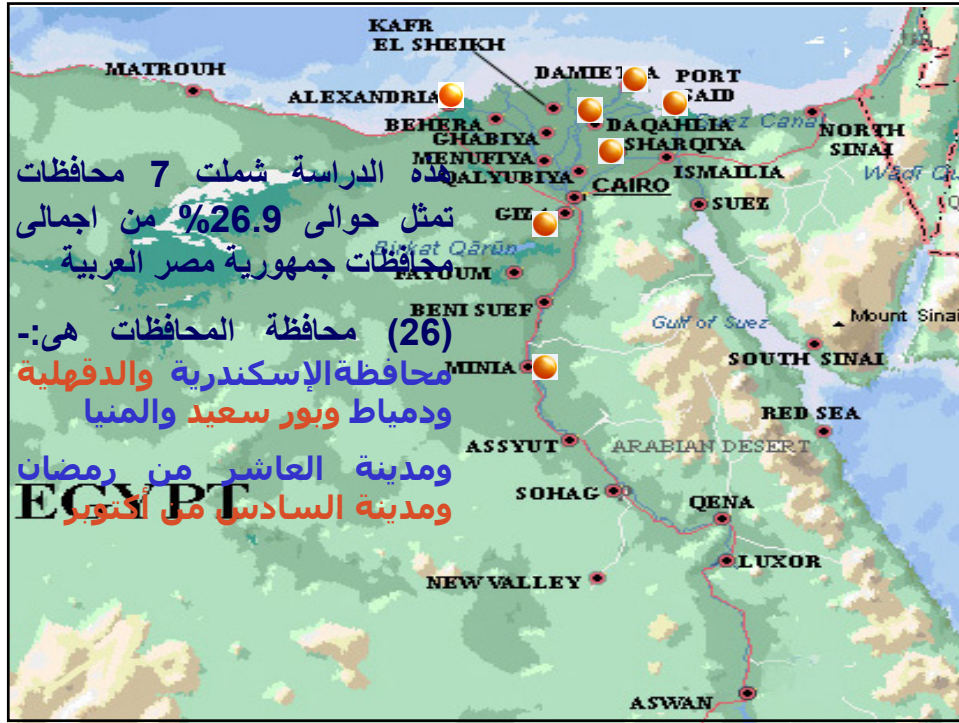 KAFR
EL SHEIKH
MATROUH
DAMIETTA
PORT
SAID
ALEXANDRIA
BEHERA
GHABIYA
DAQAHLIA
Suez Canal
NORTH
SINAI
MENUFIYA
SHARQIYA
QALYUBIYA
ISMAILIA
CAIRO
GIZA
SUEZ
هذه الدراسة شملت 7 محافظات
تمثل حوالى 26.9% من اجمالى
محافظات جمهورية مصر العربية
Birkat Qârûn
FAYOUM
BENI SUEF
Gulf of Suez
Mount Sinai
(26) محافظة المحافظات هى:-
محافظةالإسكندرية والدقهلية
ودمياط وبور سعيد والمنيا
MINIA
SOUTH SINAI
RED SEA
ومدينة العاشر من رمضان
ومدينة السادس من أكتوبر
ASSYUT
ARABIAN DESERT
EGYPT
SOHAG
QENA
LUXOR
NEW VALLEY
ASWAN